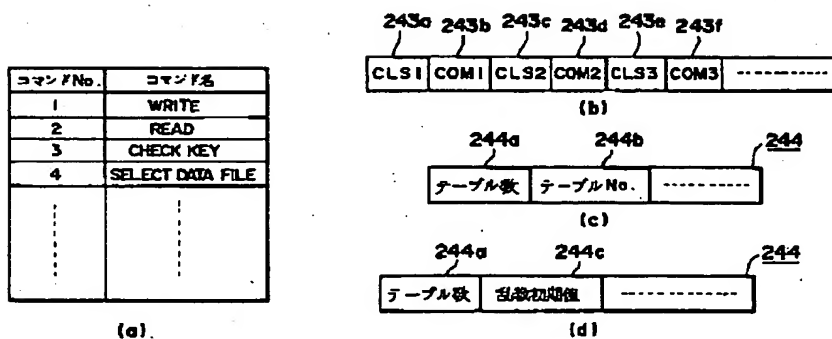 コマンドNo. コマンド名
1 WRITE
2 READ
3 CHECK KEY
4 SELECT DATA FILE
(a).
243a 243b 243c 243d 243e 243f
CLS1 COM1 CLS2 COM2 CLS3 COM3
(b)
244a 244b 244
テーブル数 テーブルNo.
(c)
244a 244c 244
テーブル数 乱数初期値
(d)